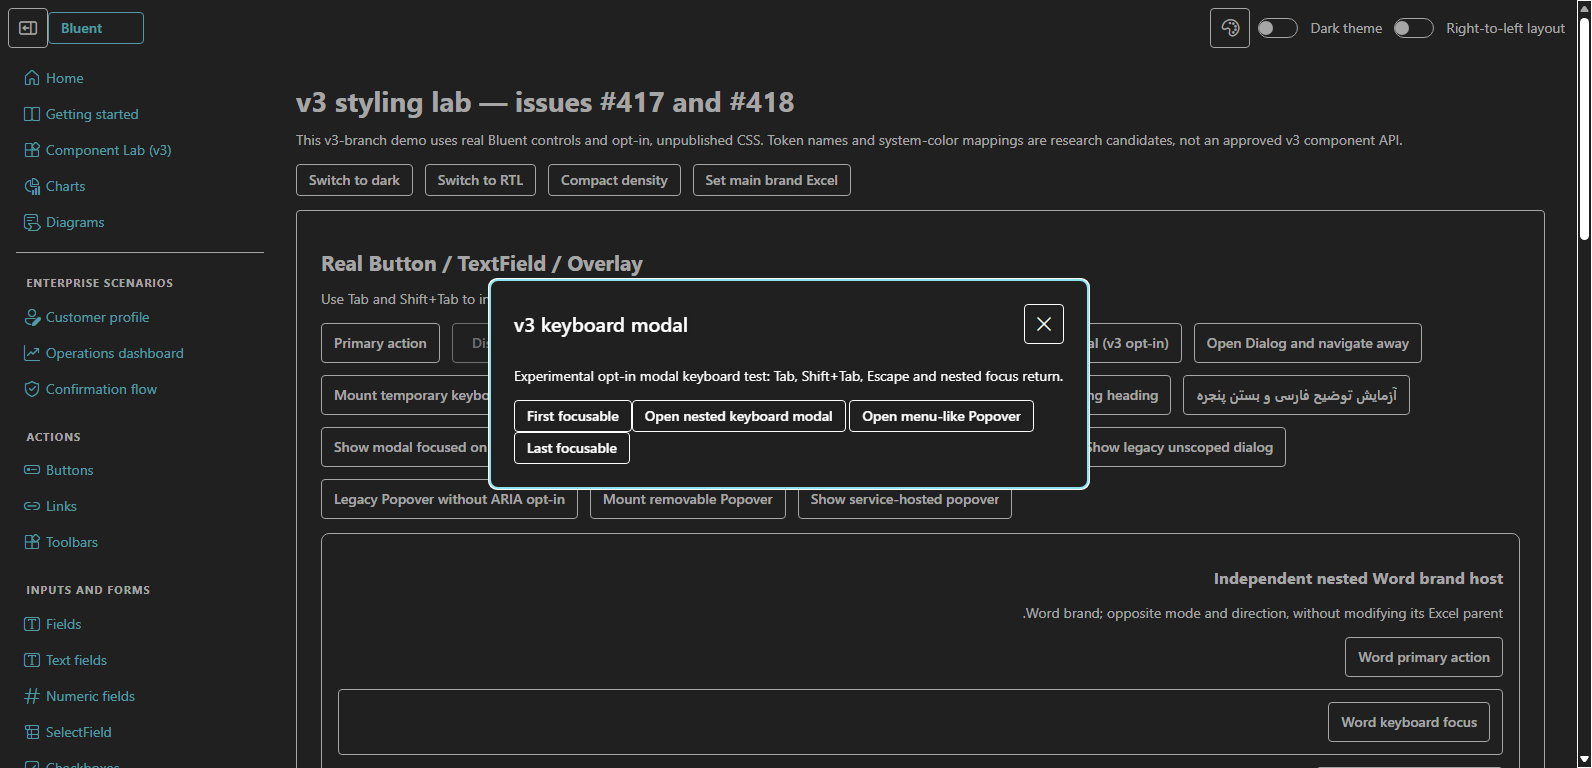 Bluent
Dark theme
Right-to-left layout
Home
Getting started
Component Lab (v3)
Charts
Diagrams
ENTERPRISE SCENARIOS
Customer profile
Operations dashboard
Confirmation flow
ACTIONS
Buttons
Links
Toolbars
INPUTS AND FORMS
Fields
Text fields
Numeric fields
SelectField
Checkboxes
v3 styling lab — issues #417 and #418
This v3-branch demo uses real Bluent controls and opt-in, unpublished CSS. Token names and system-color mappings are research candidates, not an approved v3 component API.
Switch to dark
Switch to RTL
Compact density
Set main brand Excel
Real Button / TextField / Overlay
Use Tab and Shift+Tab to
Primary action
(v3 opt-in)
Open Dialog and navigate away
Mount temporary
heading
آزمایش توضیح فارسی و بستن پنجره
Show modal focused on
Show legacy unscoped dialog
Legacy Popover without ARIA opt-in
Mount removable Popover
Show service-hosted popover
v3 keyboard modal
Experimental opt-in modal keyboard test: Tab, Shift+Tab, Escape and nested focus return.
First focusable
Open nested keyboard modal
Open menu-like Popover
Last focusable
Independent nested Word brand host
.Word brand; opposite mode and direction, without modifying its Excel parent
Word primary action
Word keyboard focus